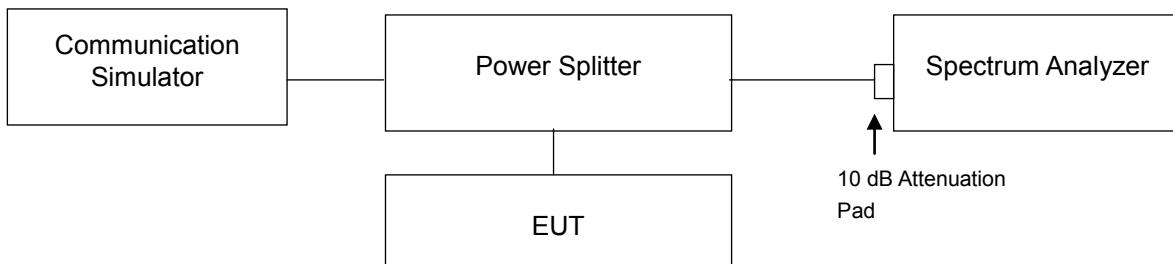 Communication
Simulator
Power Splitter
Spectrum Analyzer
10 dB Attenuation
Pad
EUT